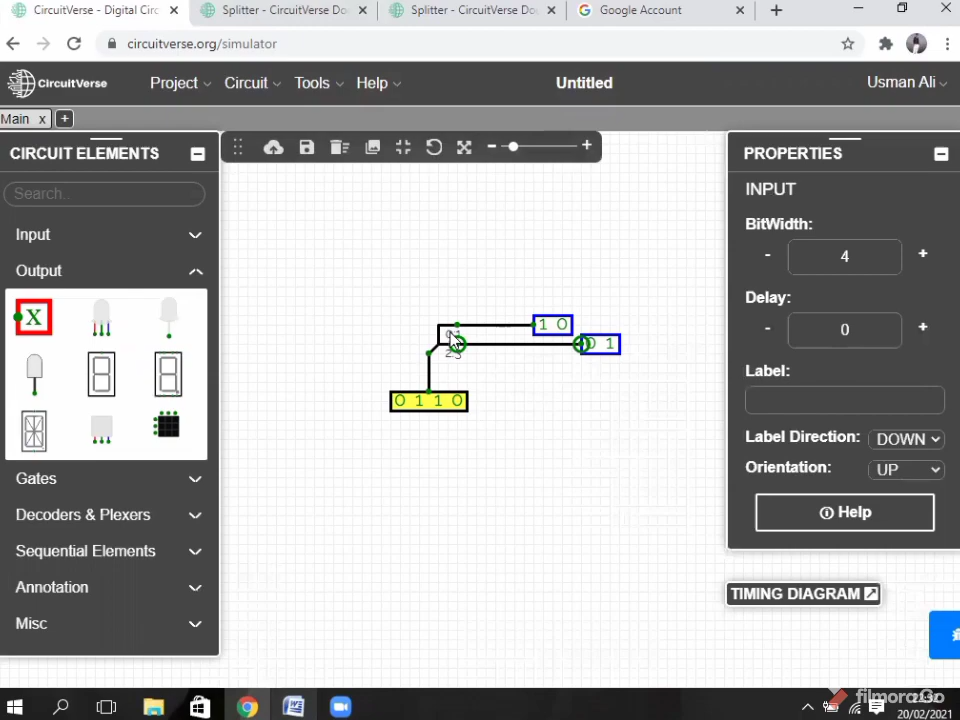 CircuitVerse - Digital Circ
Splitter - CircuitVerse Do
Splitter - CircuitVerse Do
Google Account
circuitverse.org/simulator
CircuitVerse
Project
Circuit
Tools
Help
Untitled
Usman Ali
Main x +
CIRCUIT ELEMENTS
Search..
Input
Output
X
Gates
Decoders & Plexers
Sequential Elements
Annotation
Misc
1 0
0 1
0 1 1 0
PROPERTIES
INPUT
BitWidth:
- 4 +
Delay:
- 0 +
Label:
Label Direction: DOWN
Orientation: UP
Help
TIMING DIAGRAM
filmora
20/02/2021